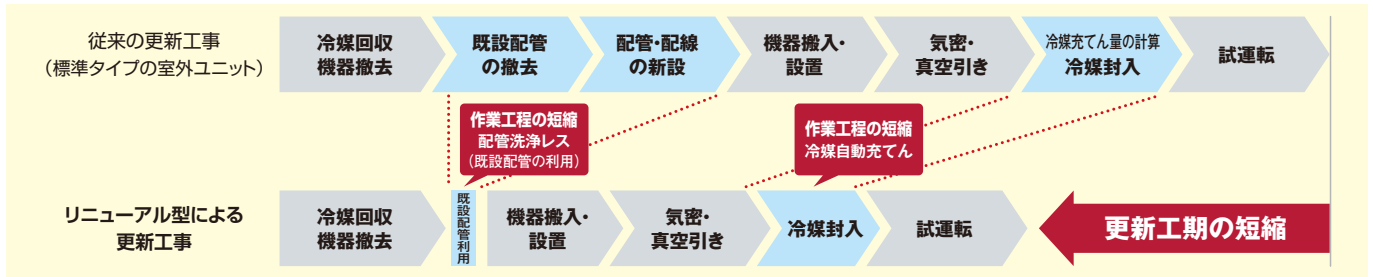 従来の更新工事
（標準タイプの室外ユニット）
冷媒回収
機器撤去
既設配管
の撤去
配管・配線
の新設
機器搬入・
設置
気密・
真空引き
冷媒充てん量の計算
冷媒封入
試運転
作業工程の短縮
配管洗浄レス
（既設配管の利用）
作業工程の短縮
冷媒自動充てん
リニューアル型による
更新工事
冷媒回収
機器撤去
既設配管利用
機器搬入・
設置
気密・
真空引き
冷媒封入
試運転
更新工期の短縮